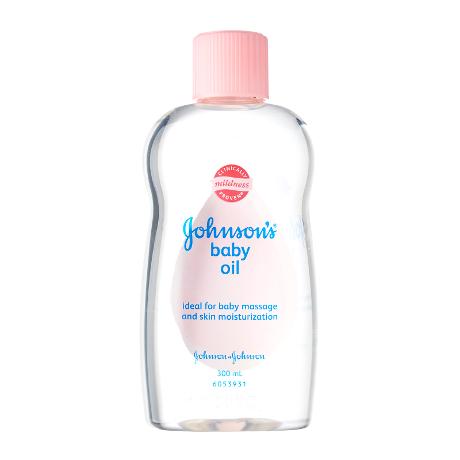 CLINICALLY
mildness
PROVEN
Johnson's®
baby
oil
ideal for baby massage
and skin moisturization
Johnson & Johnson
300 mL
6053931